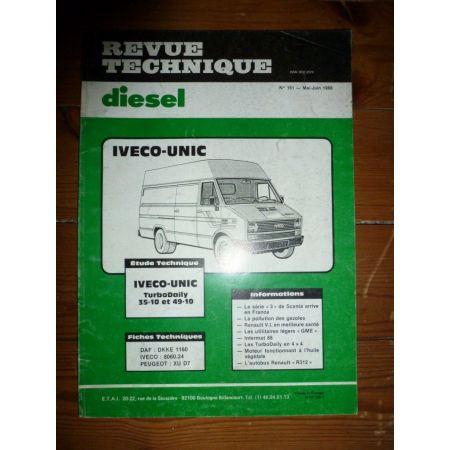 REVUE
TECHNIQUE
diesel
N° 151 — Mai-Juin 1988
IVECO-UNIC
Étude Technique
IVECO-UNIC
TurboDaily
35-10 et 49-10
Fiches Techniques
DAF : DKKE 1160
IVECO : 8060.24
PEUGEOT : XU D7
Informations
— La série « 3 » de Scania arrive
en France
— La pollution des gazoles
— Renault V.I. en meilleure santé
— Les utilitaires légers « GME »
— Intermat 88
— Les TurboDaily en 4 × 4
— Moteur fonctionnant à l'huile
végétale
— L'autobus Renault « R312 »
E.T.A.I. 20-22, rue de la Saussière - 92100 Boulogne-Billancourt. Tél. (1) 46.04.81.13